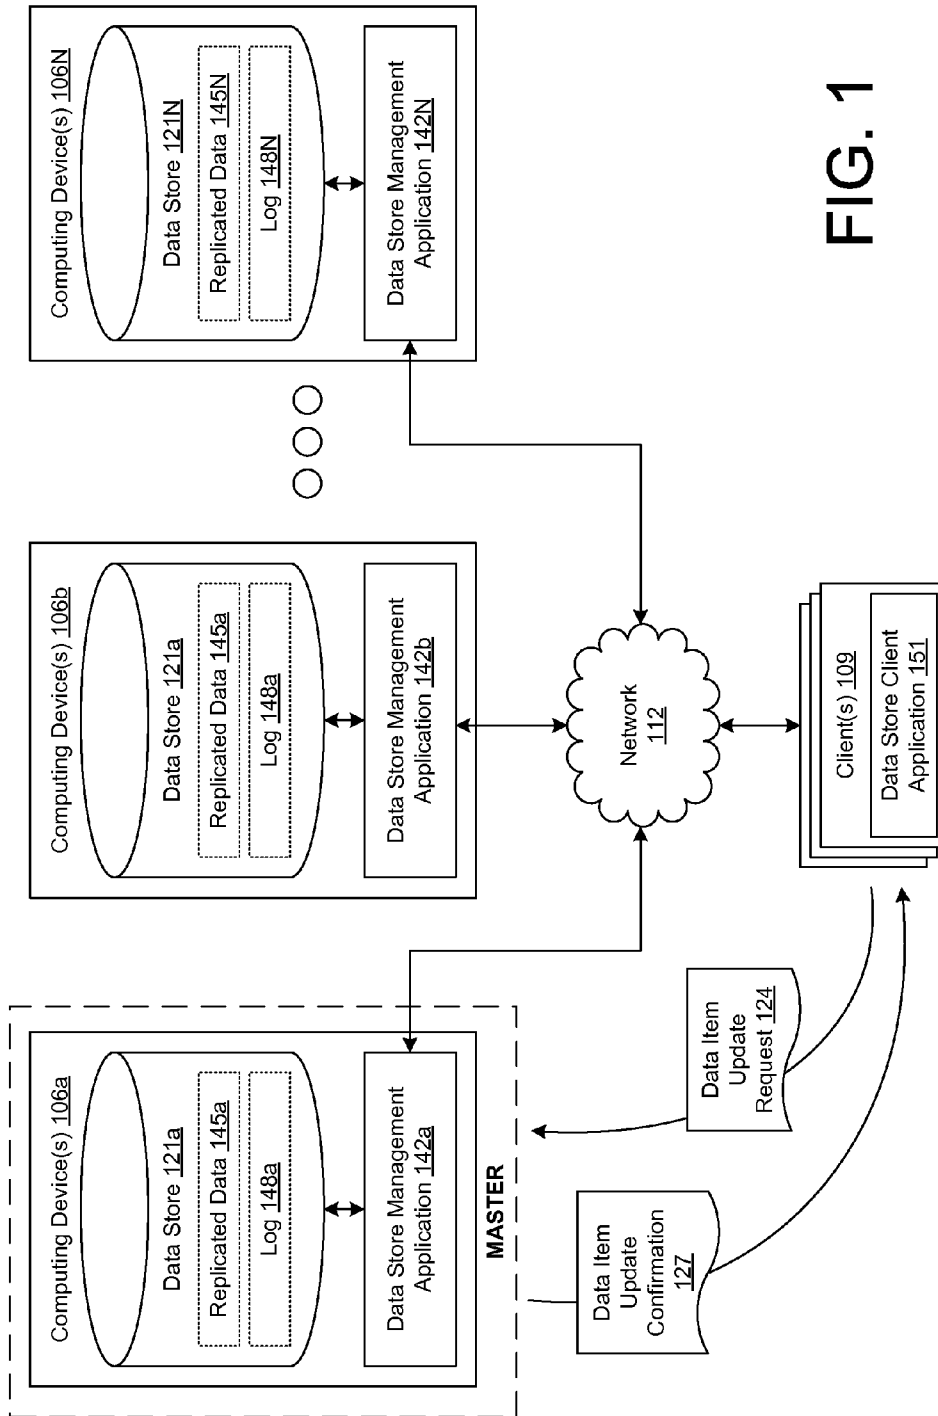 Computing Device(s) 106a
Data Store 121a
Replicated Data 145a
Log 148a
Data Store Management
Application 142a
MASTER
Computing Device(s) 106b
Data Store 121a
Replicated Data 145a
Log 148a
Data Store Management
Application 142b
Computing Device(s) 106N
Data Store 121N
Replicated Data 145N
Log 148N
Data Store Management
Application 142N
Network
112
Data Item
Update
Confirmation
127
Data Item
Update
Request 124
Client(s) 109
Data Store Client
Application 151
FIG. 1